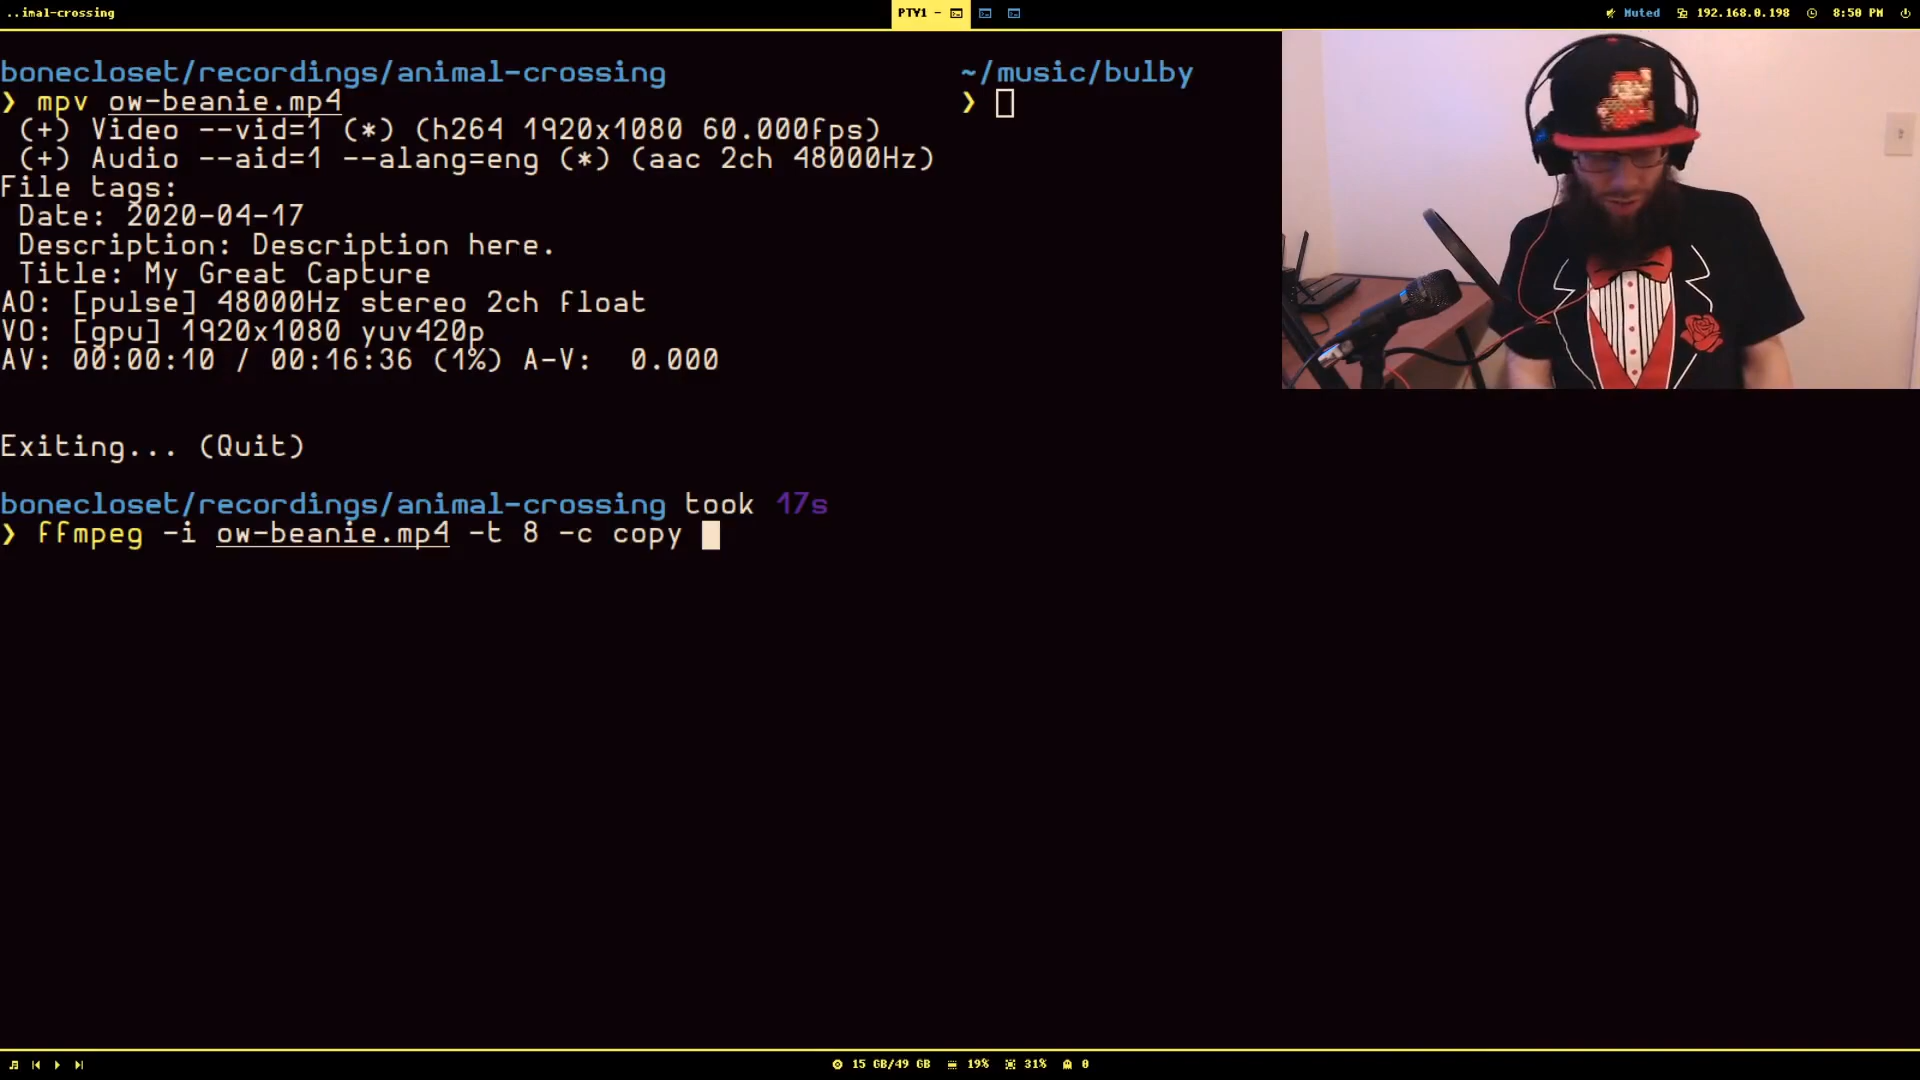 ..imal-crossing
PTY1 -
Muted
192.168.0.198
8:50 PM
bonecloset/recordings/animal-crossing
❯ mpv ow-beanie.mp4
(+) Video --vid=1 (*) (h264 1920x1080 60.000fps)
(+) Audio --aid=1 --alang=eng (*) (aac 2ch 48000Hz)
File tags:
Date: 2020-04-17
Description: Description here.
Title: My Great Capture
AO: [pulse] 48000Hz stereo 2ch float
VO: [gpu] 1920x1080 yuv420p
AV: 00:00:10 / 00:16:36 (1%) A-V:  0.000
Exiting... (Quit)
bonecloset/recordings/animal-crossing took 17s
❯ ffmpeg -i ow-beanie.mp4 -t 8 -c copy
~/music/bulby
❯
15 GB/49 GB
19%
31%
0